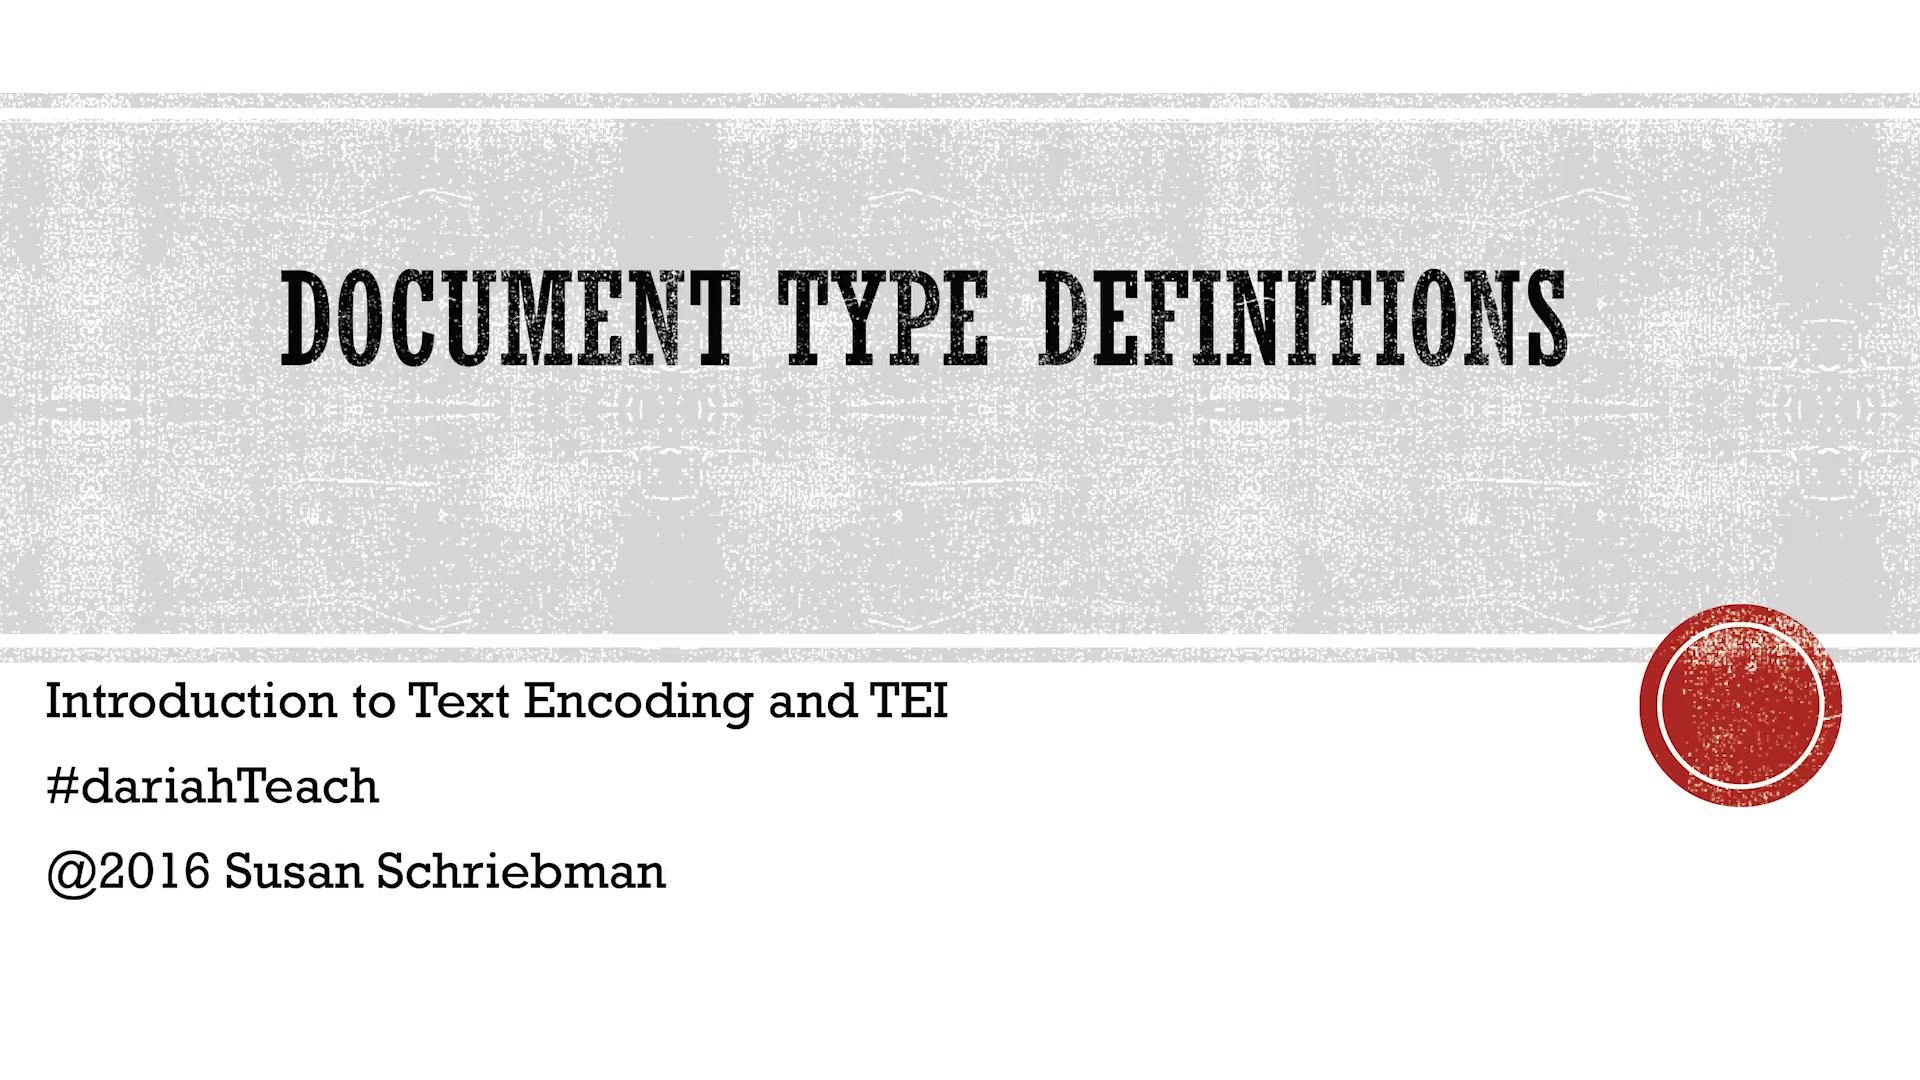 DOCUMENT TYPE DEFINITIONS
Introduction to Text Encoding and TEI
#dariahTeach
@2016 Susan Schriebman